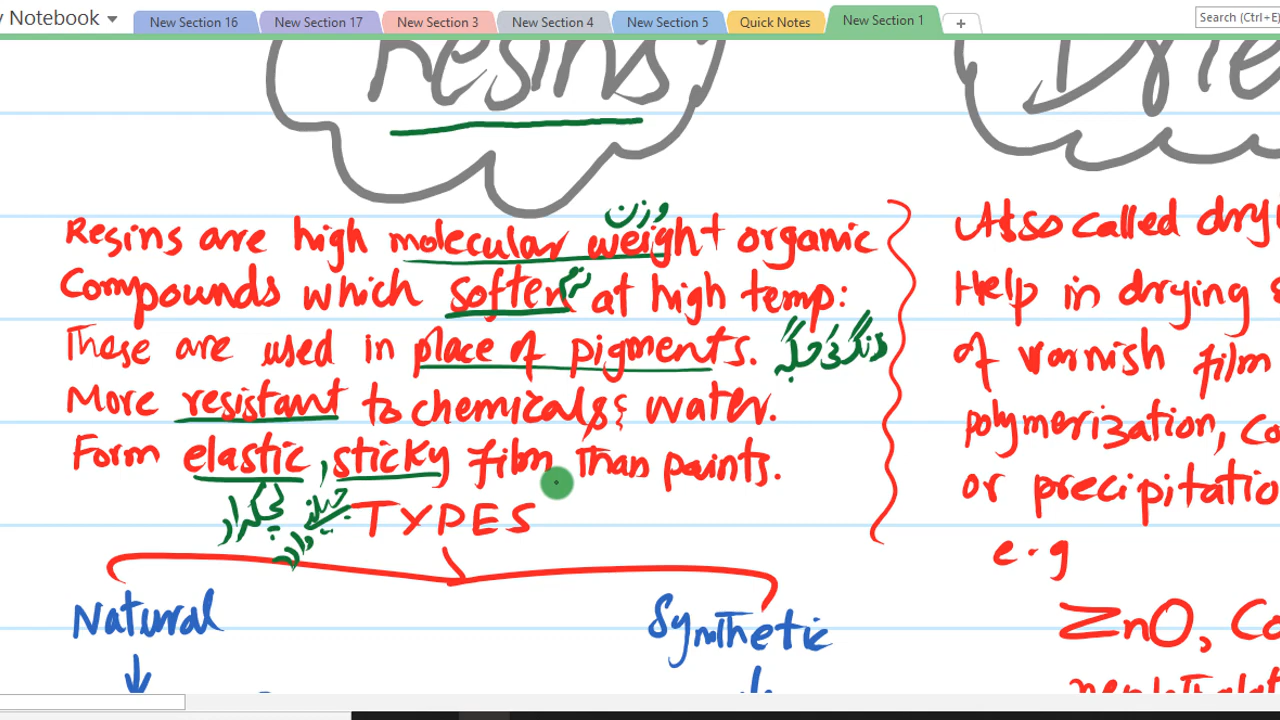 y Notebook
New Section 16
New Section 17
New Section 3
New Section 4
New Section 5
Quick Notes
New Section 1
+
Search (Ctrl+E)
Resins
Resins are high molecular weight organic
وزن
Compounds which soften at high temp:
نرم
These are used in place of pigments.
رنگ کی جگہ
More resistant to chemicals & water.
Form elastic, sticky film than paints.
لچکدار
TYPES
Natural
Synthetic
Also called dry
Help in drying
of varnish film
polymerization, Co
or precipitatio
e.g
ZnO, Co